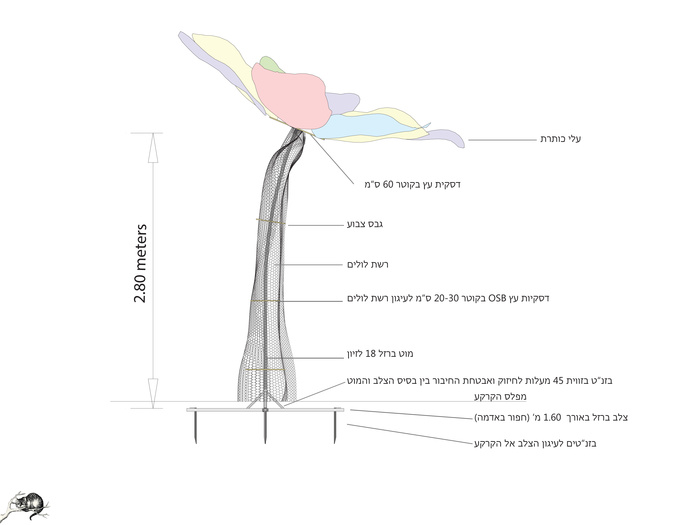 עלי כותרת
דסקית עץ בקוטר 60 ס״מ
גבס צבוע
רשת לולים
2.80 meters
דסקיות עץ OSB בקוטר 20-30 ס״מ לעיגון רשת לולים
מוט ברזל 18 לזיון
בזנ״ט בזווית 45 מעלות לחיזוק ואבטחת החיבור בין בסיס הצלב והמוט
מפלס הקרקע
צלב ברזל באורך 1.60 מ' (חפור באדמה)
בזנ״טים לעיגון הצלב אל הקרקע